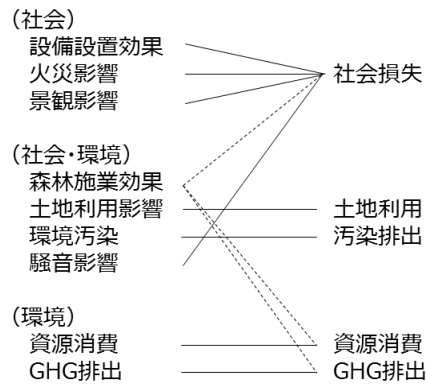 （社会）
設備設置効果
火災影響 社会損失
景観影響
（社会・環境）
森林施業効果
土地利用影響 土地利用
環境汚染 汚染排出
騒音影響
（環境）
資源消費 資源消費
GHG排出 GHG排出